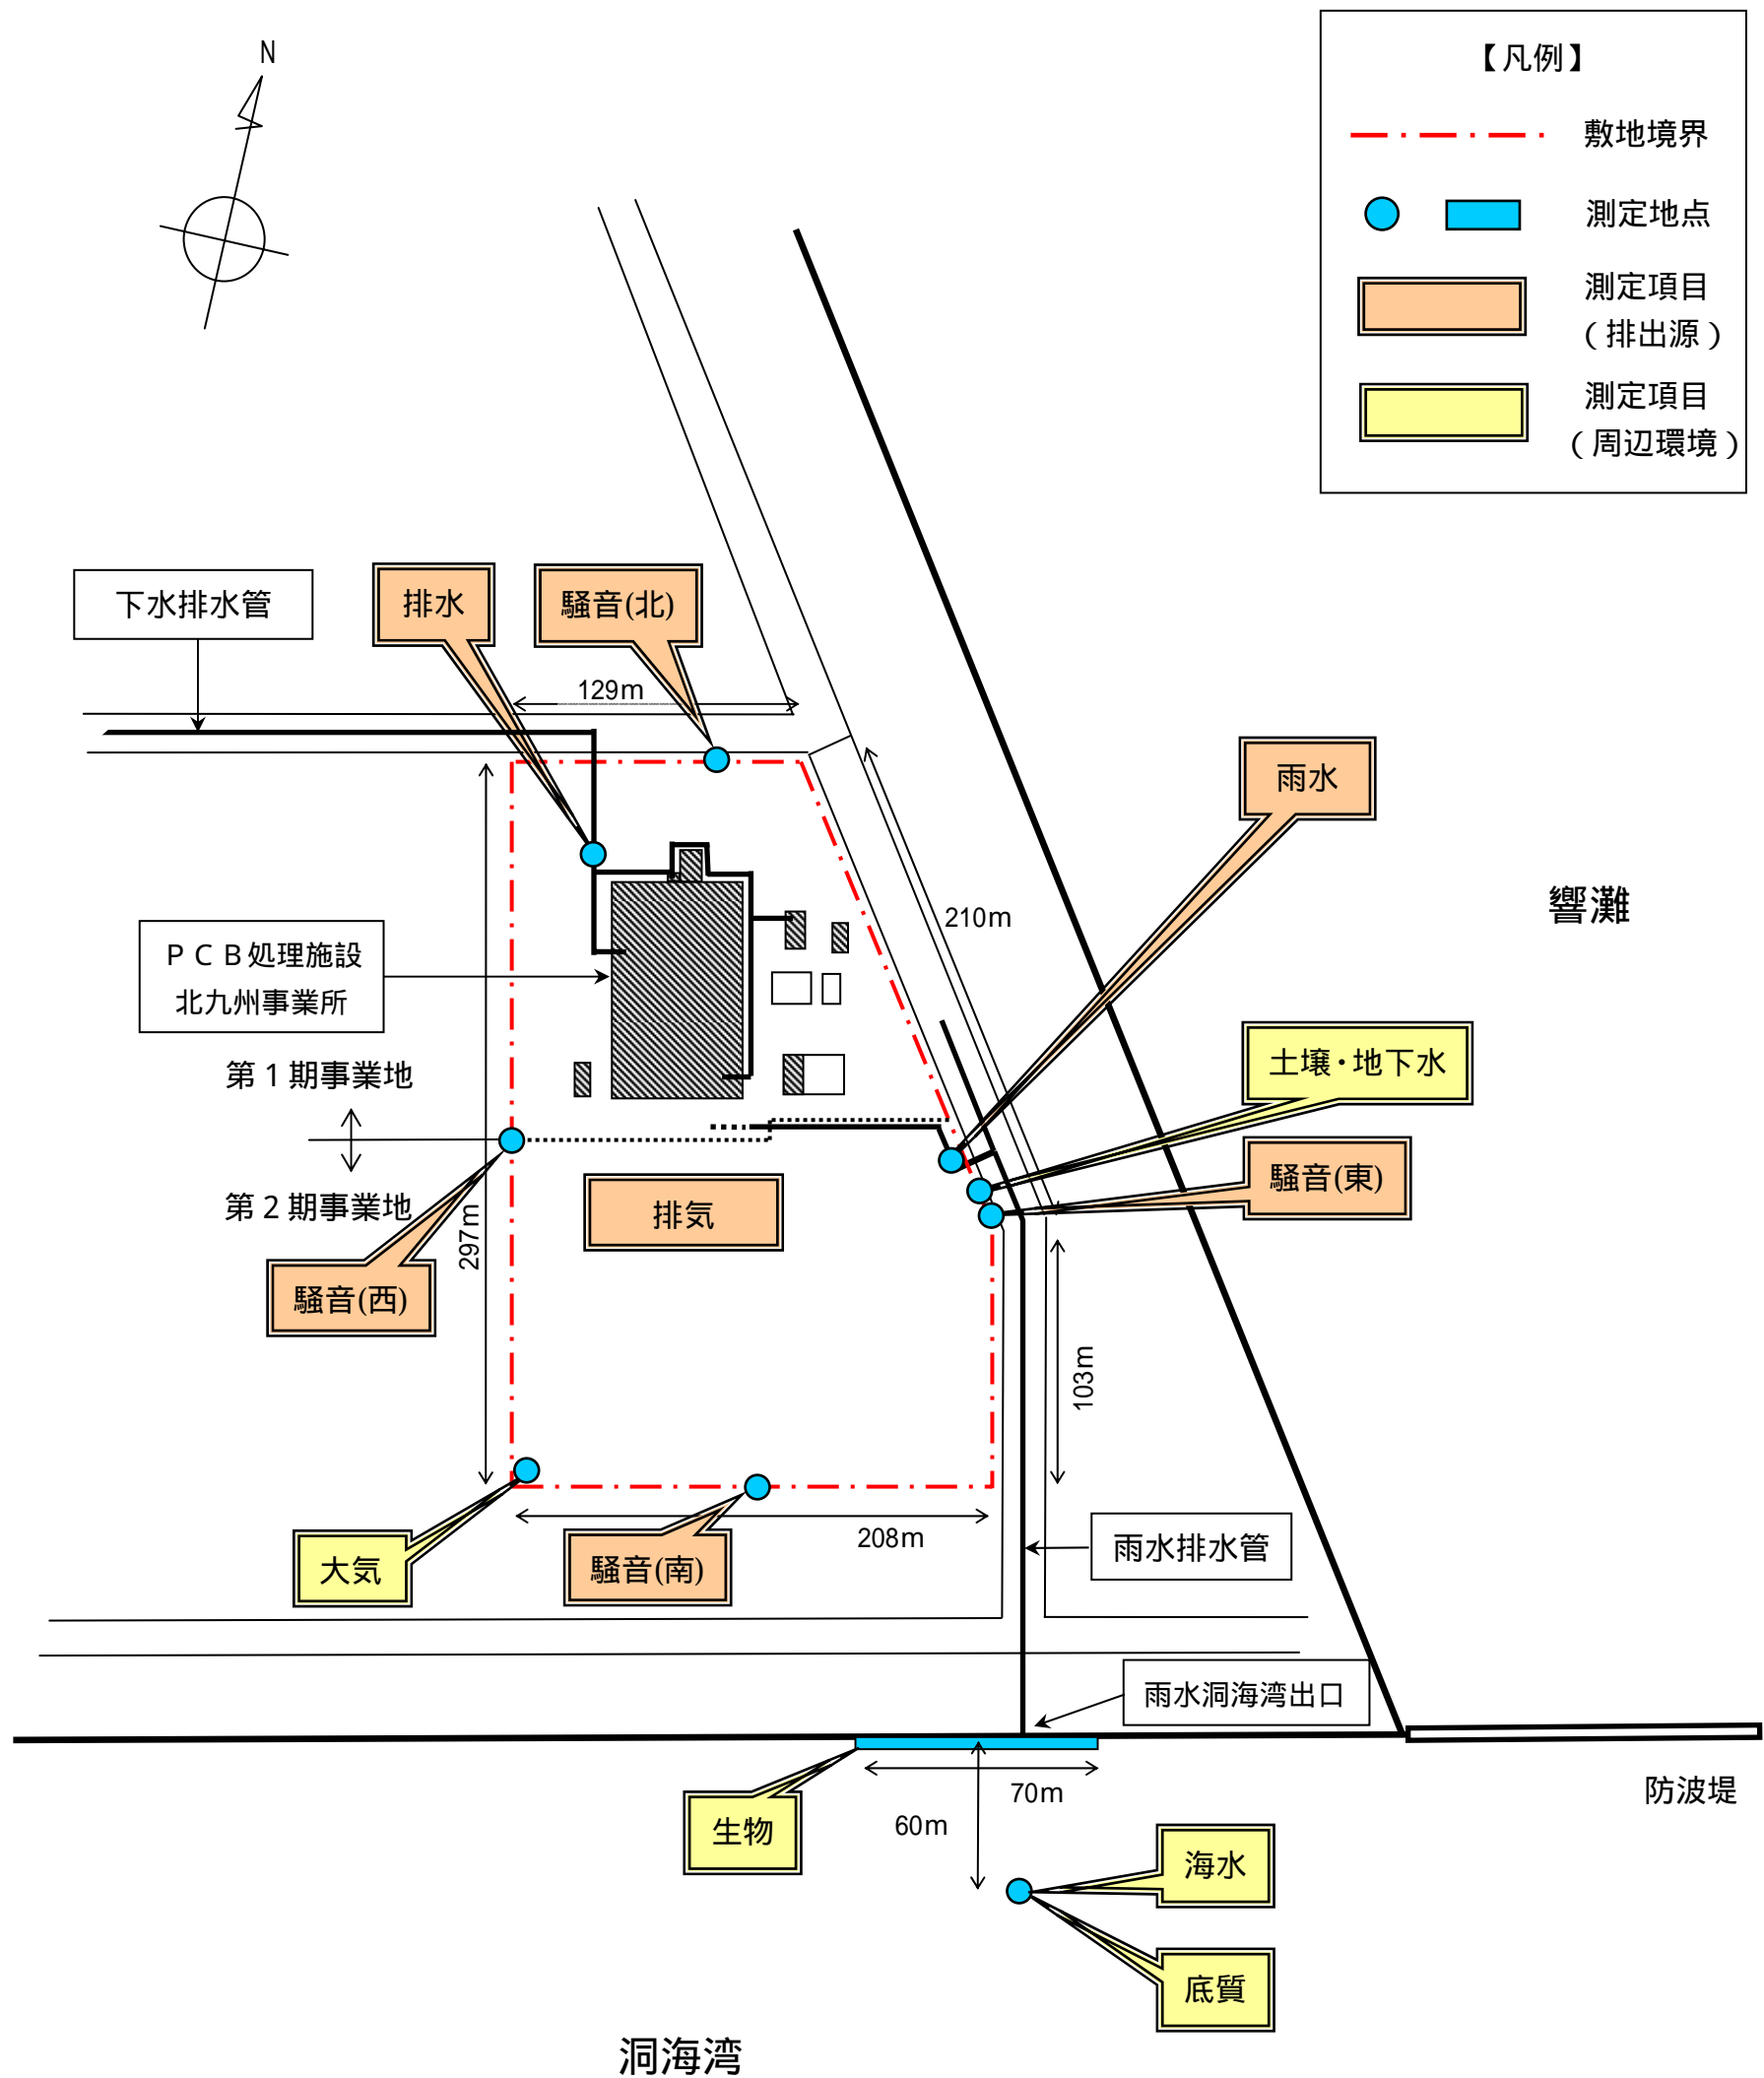 N
【凡例】
敷地境界
測定地点
測定項目
(排出源)
測定項目
(周辺環境)
下水排水管
排水
騒音(北)
129m
雨水
210m
響灘
PCB処理施設
北九州事業所
土壌・地下水
第1期事業地
騒音(東)
第2期事業地
排気
297m
騒音(西)
103m
208m
雨水排水管
大気
騒音(南)
雨水洞海湾出口
70m
防波堤
60m
生物
海水
底質
洞海湾